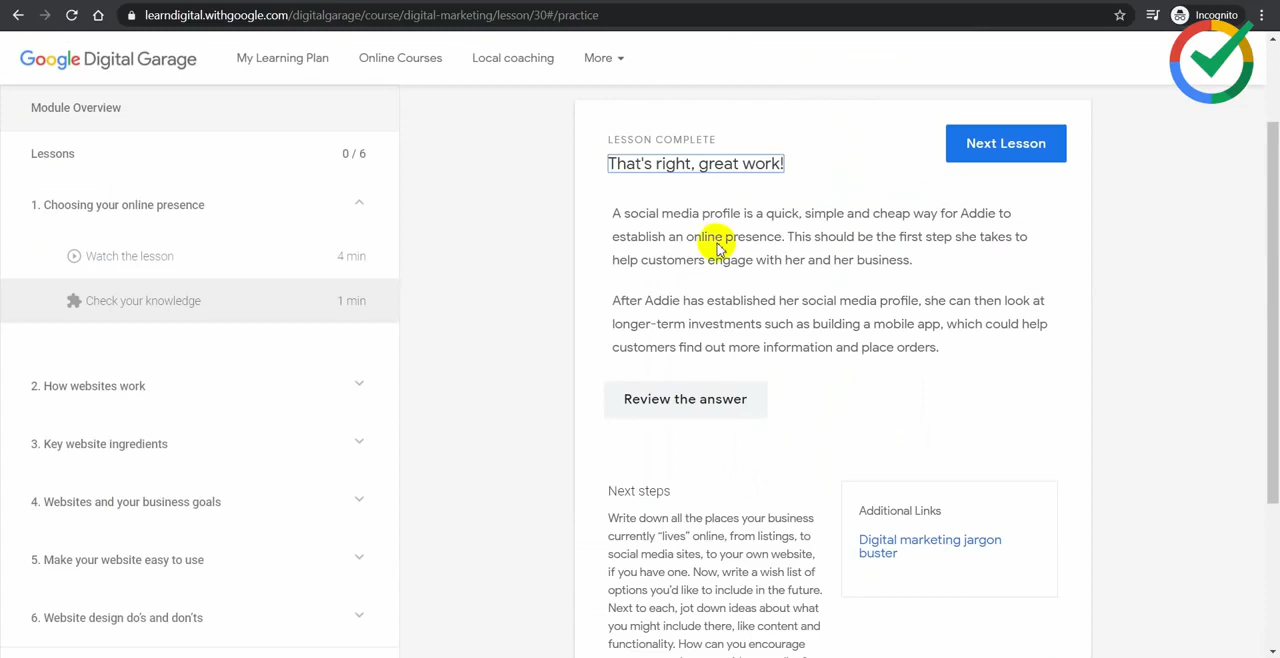 learndigital.withgoogle.com/digitalgarage/course/digital-marketing/lesson/30#/practice
Incognito
Google Digital Garage
My Learning Plan
Online Courses
Local coaching
More
Module Overview
Lessons
0 / 6
1. Choosing your online presence
Watch the lesson
4 min
Check your knowledge
1 min
2. How websites work
3. Key website ingredients
4. Websites and your business goals
5. Make your website easy to use
6. Website design do's and don'ts
LESSON COMPLETE
That's right, great work!
Next Lesson
A social media profile is a quick, simple and cheap way for Addie to
establish an online presence. This should be the first step she takes to
help customers engage with her and her business.
After Addie has established her social media profile, she can then look at
longer-term investments such as building a mobile app, which could help
customers find out more information and place orders.
Review the answer
Next steps
Write down all the places your business
currently “lives” online, from listings, to
social media sites, to your own website,
if you have one. Now, write a wish list of
options you’d like to include in the future.
Next to each, jot down ideas about what
you might include there, like content and
functionality. How can you encourage
Additional Links
Digital marketing jargon
buster